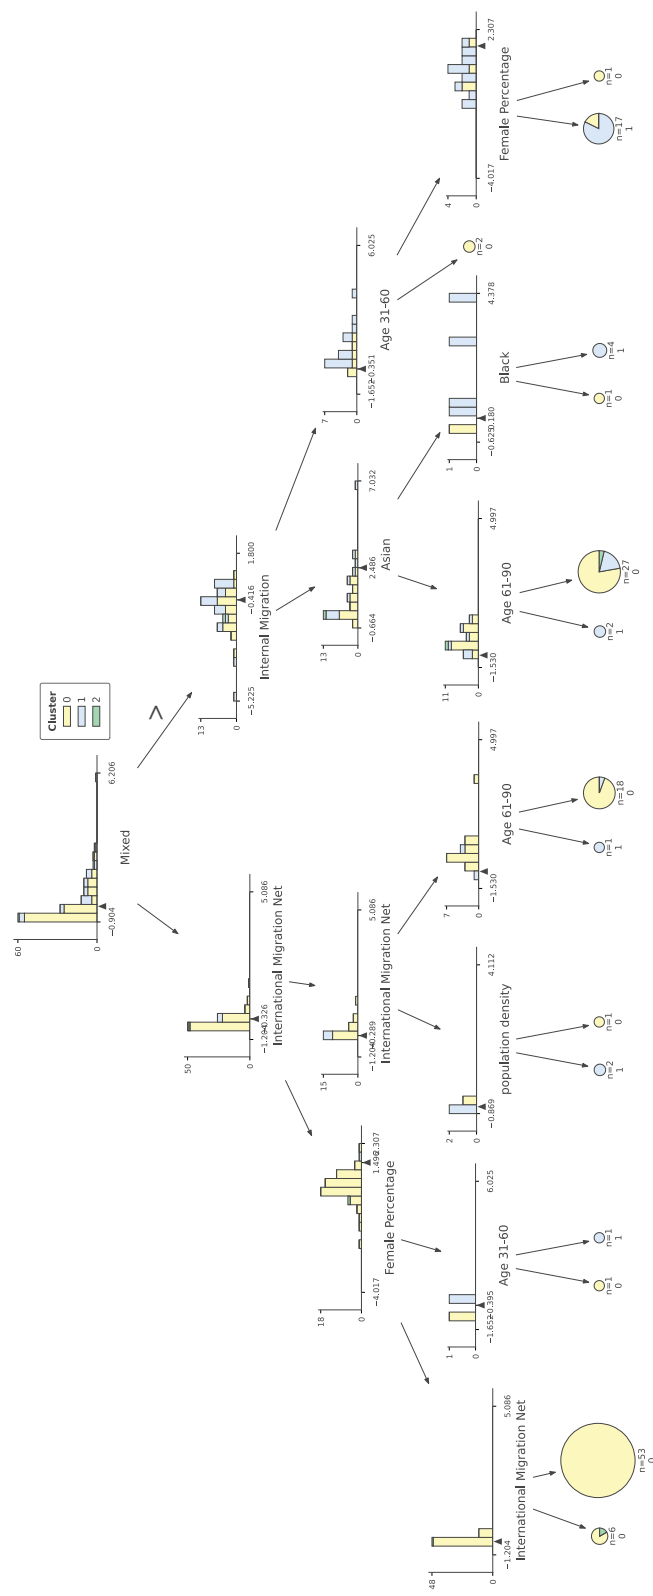 Cluster
0
1
2
60
0
−0.904
6.206
Mixed
>
50
0
−1.204
−0.326
5.086
International Migration Net
13
0
−5.225
−0.416
1.800
Internal Migration
18
0
−4.017
1.496
2.307
Female Percentage
15
0
−1.204
−0.289
5.086
International Migration Net
13
0
−0.664
2.486
7.032
Asian
7
0
−1.652
−0.351
6.025
Age 31-60
48
0
−1.204
5.086
International Migration Net
1
0
−1.652
−0.395
6.025
Age 31-60
2
0
−0.869
4.112
population density
7
0
−1.530
4.997
Age 61-90
11
0
−1.530
4.997
Age 61-90
1
0
−0.625
0.180
4.378
Black
n=2
0
4
0
−4.017
2.307
Female Percentage
n=6
0
n=53
0
n=1
0
n=1
1
n=2
1
n=1
0
n=1
1
n=18
0
n=2
1
n=27
0
n=1
0
n=4
1
n=17
1
n=1
0